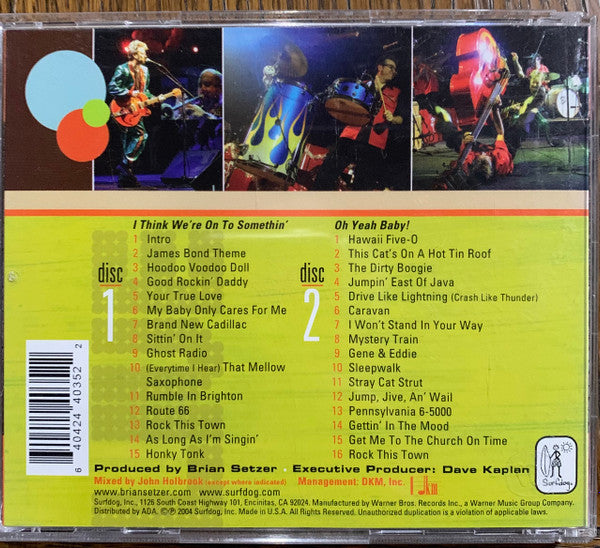 I Think We're On To Somethin'
disc 1
1 Intro
2 James Bond Theme
3 Hoodoo Voodoo Doll
4 Good Rockin' Daddy
5 Your True Love
6 My Baby Only Cares For Me
7 Brand New Cadillac
8 Sittin' On It
9 Ghost Radio
10 (Everytime I Hear) That Mellow
Saxophone
11 Rumble In Brighton
12 Route 66
13 Rock This Town
14 As Long As I'm Singin'
15 Honky Tonk
Oh Yeah Baby!
disc 2
1 Hawaii Five-O
2 This Cat's On A Hot Tin Roof
3 The Dirty Boogie
4 Jumpin' East Of Java
5 Drive Like Lightning (Crash Like Thunder)
6 Caravan
7 I Won't Stand In Your Way
8 Mystery Train
9 Gene & Eddie
10 Sleepwalk
11 Stray Cat Strut
12 Jump, Jive, An' Wail
13 Pennsylvania 6-5000
14 Gettin' In The Mood
15 Get Me To The Church On Time
16 Rock This Town
6 40424 40352 2
Produced by Brian Setzer · Executive Producer: Dave Kaplan
Mixed by John Holbrook (except where indicated) Management: DKM, Inc. dkm
www.briansetzer.com www.surfdog.com
Surfdog, Inc., 1126 South Coast Highway 101, Encinitas, CA 92024. Manufactured by Warner Bros. Records Inc., a Warner Music Group Company.
Distributed by ADA. ©℗ 2004 Surfdog, Inc. Made in U.S.A. All Rights Reserved. Unauthorized duplication is a violation of applicable laws.
Surfdog.